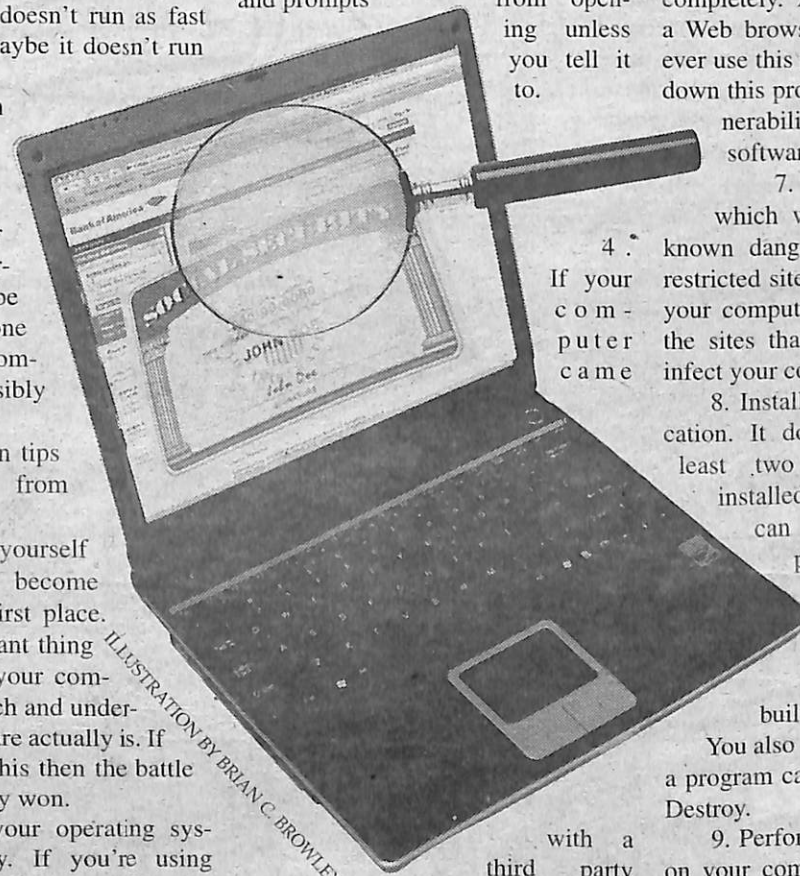 doesn't run as fast
aybe it doesn't run
be
one
om-
sibly
n tips
from
yourself
become
irst place.
ant thing
your com-
ch and under-
re actually is. If
his then the battle
y won.
your operating sys-
y. If you're using
and prompts
Bank of America
SOCIAL SECURITY
JOHN
John Doe
ILLUSTRATION BY BRIAN C. BROWLEY
from open-
ing unless
you tell it
to.
4.
If your
com-
puter
came
with a
third party
completely.
a Web brows
ever use this
down this pro
nerabili
softwar
7.
which w
known dang
restricted site
your comput
the sites tha
infect your co
8. Install
cation. It do
least two
installed
can
p
buil
You also
a program ca
Destroy.
9. Perfor
on your com